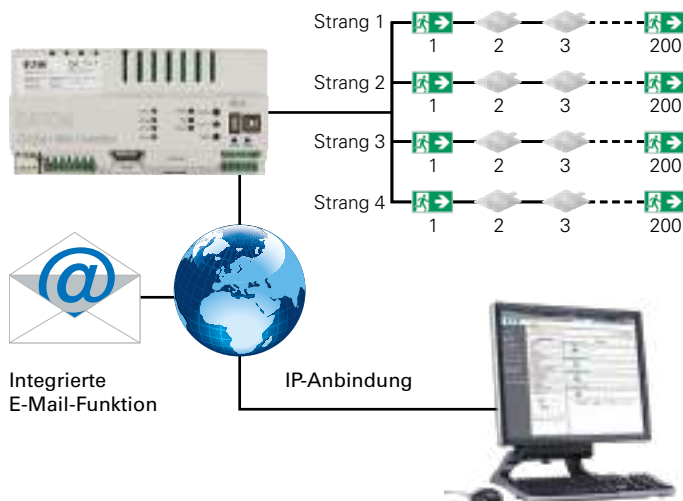 Strang 1
1 2 3 200
Strang 2
1 2 3 200
Strang 3
1 2 3 200
Strang 4
1 2 3 200
EATON
@
Integrierte
E-Mail-Funktion
IP-Anbindung